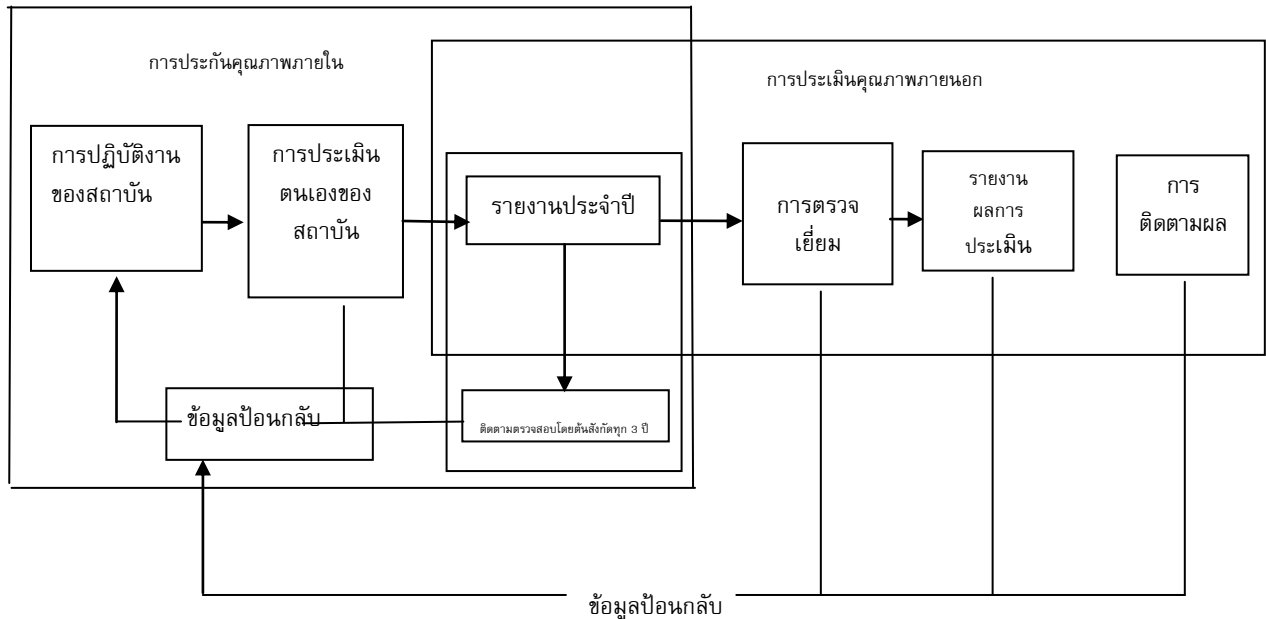 การประกันคุณภาพภายใน
การประเมินคุณภาพภายนอก
การปฏิบัติงาน
ของสถาบัน
การประเมิน
ตนเองของ
สถาบัน
รายงานประจำปี
การตรวจ
เยี่ยม
รายงาน
ผลการ
ประเมิน
การ
ติดตามผล
ข้อมูลป้อนกลับ
ติดตามตรวจสอบโดยต้นสังกัดทุก 3 ปี
ข้อมูลป้อนกลับ